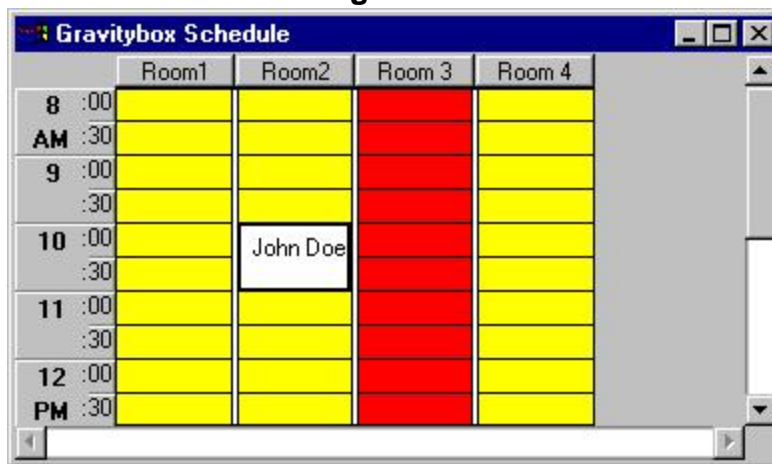 Gravitybox Schedule
Room1 Room2 Room 3 Room 4
8 :00
AM :30
9 :00
:30
10 :00 John Doe
:30
11 :00
:30
12 :00
PM :30